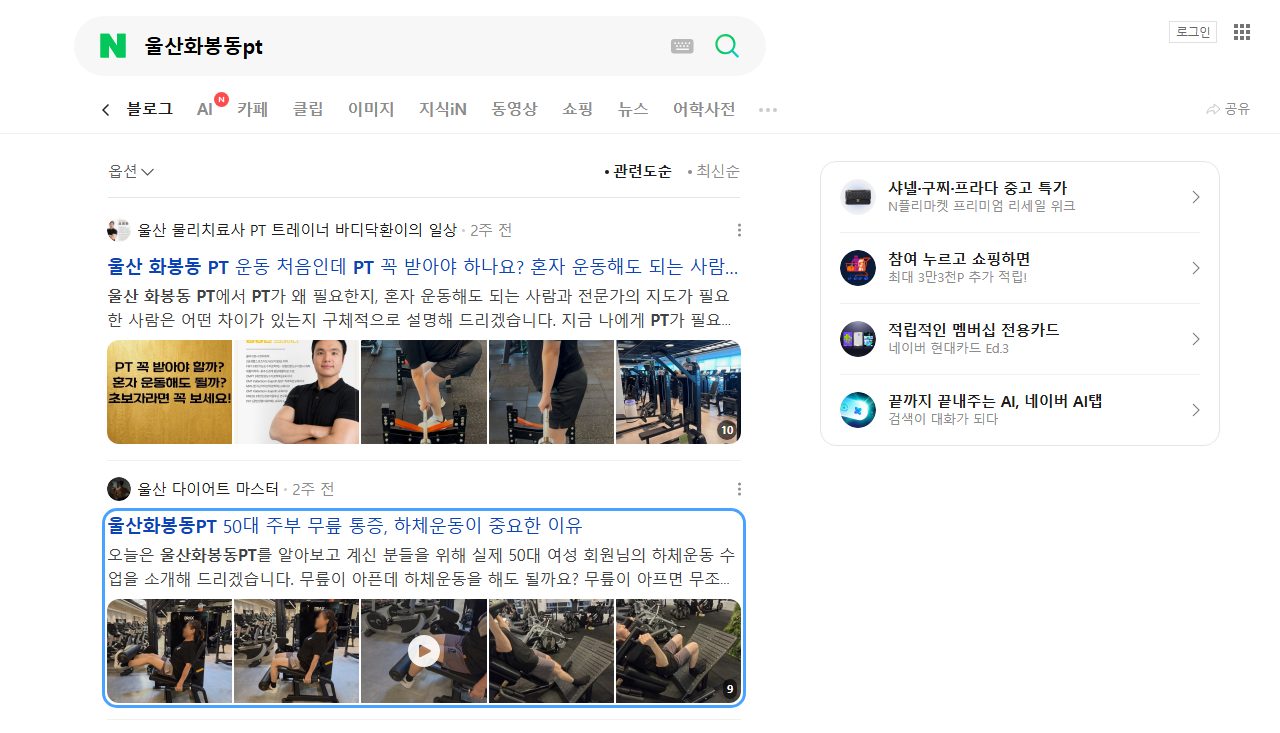 울산화봉동pt
로그인
블로그
AI
N
카페
클립
이미지
지식iN
동영상
쇼핑
뉴스
어학사전
공유
옵션
관련도순
최신순
울산 물리치료사 PT 트레이너 바디닥환이의 일상
2주 전
울산 화봉동 PT 운동 처음인데 PT 꼭 받아야 하나요? 혼자 운동해도 되는 사람...
울산 화봉동 PT에서 PT가 왜 필요한지, 혼자 운동해도 되는 사람과 전문가의 지도가 필요
한 사람은 어떤 차이가 있는지 구체적으로 설명해 드리겠습니다. 지금 나에게 PT가 필요...
PT 꼭 받아야 할까?
혼자 운동해도 될까?
초보자라면 꼭 보세요!
10
울산 다이어트 마스터
2주 전
울산화봉동PT 50대 주부 무릎 통증, 하체운동이 중요한 이유
오늘은 울산화봉동PT를 알아보고 계신 분들을 위해 실제 50대 여성 회원님의 하체운동 수
업을 소개해 드리겠습니다. 무릎이 아픈데 하체운동을 해도 될까요? 무릎이 아프면 무조...
9
샤넬·구찌·프라다 중고 특가
N플리마켓 프리미엄 리세일 위크
참여 누르고 쇼핑하면
최대 3만3천P 추가 적립!
적립적인 멤버십 전용카드
네이버 현대카드 Ed.3
끝까지 끝내주는 AI, 네이버 AI탭
검색이 대화가 되다